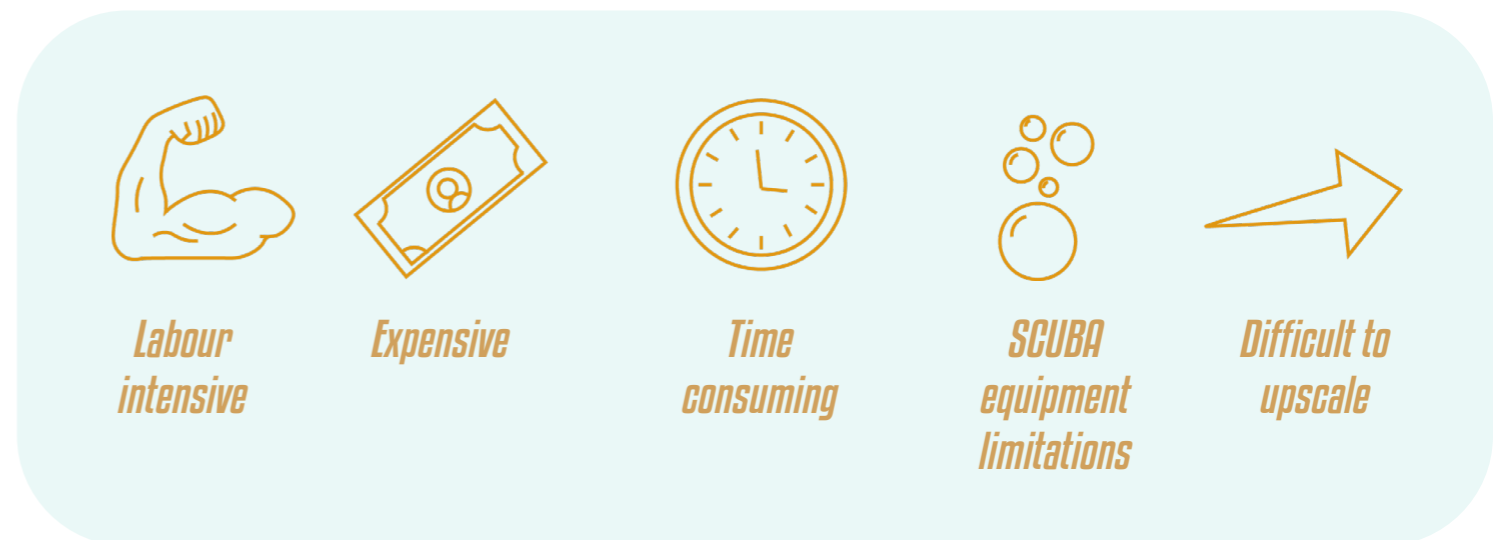 Labour
intensive
Expensive
Time
consuming
SCUBA
equipment
limitations
Difficult to
upscale